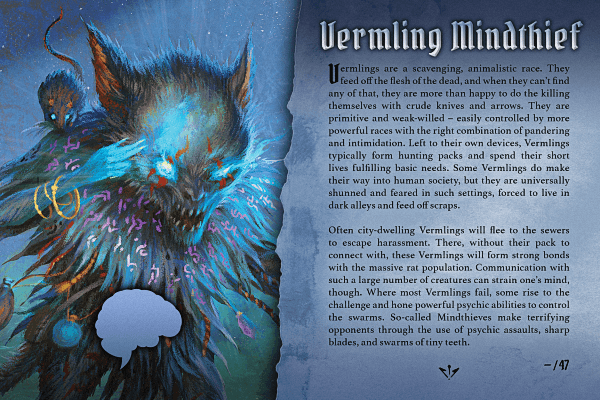 Vermling Mindthief
Vermlings are a scavenging, animalistic race. They
feed off the flesh of the dead, and when they can't find
any of that, they are more than happy to do the killing
themselves with crude knives and arrows. They are
primitive and weak-willed – easily controlled by more
powerful races with the right combination of pandering
and intimidation. Left to their own devices, Vermlings
typically form hunting packs and spend their short
lives fulfilling basic needs. Some Vermlings do make
their way into human society, but they are universally
shunned and feared in such settings, forced to live in
dark alleys and feed off scraps.
Often city-dwelling Vermlings will flee to the sewers
to escape harassment. There, without their pack to
connect with, these Vermlings will form strong bonds
with the massive rat population. Communication with
such a large number of creatures can strain one's mind,
though. Where most Vermlings fail, some rise to the
challenge and hone powerful psychic abilities to control
the swarms. So-called Mindthieves make terrifying
opponents through the use of psychic assaults, sharp
blades, and swarms of tiny teeth.
–/47